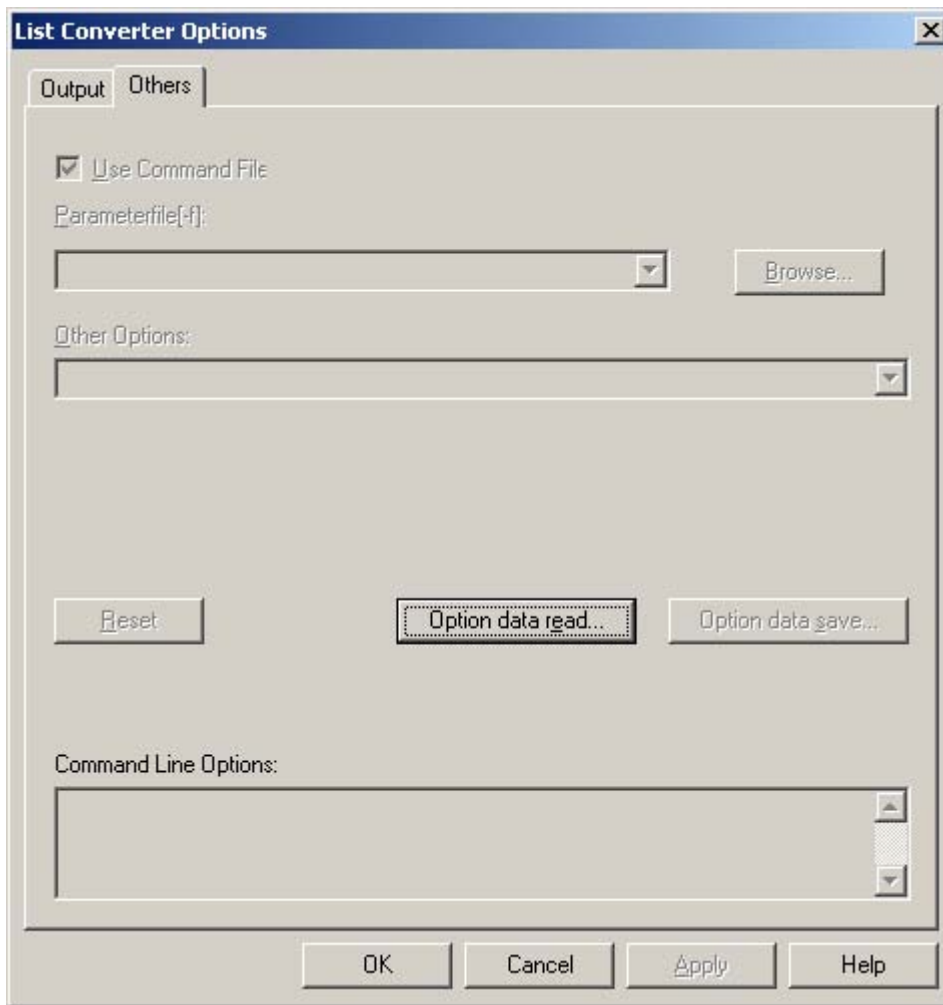 List Converter Options
Output Others
Use Command File
Parameterfile[-f]:
Browse...
Other Options:
Reset Option data read... Option data save...
Command Line Options:
OK Cancel Apply Help